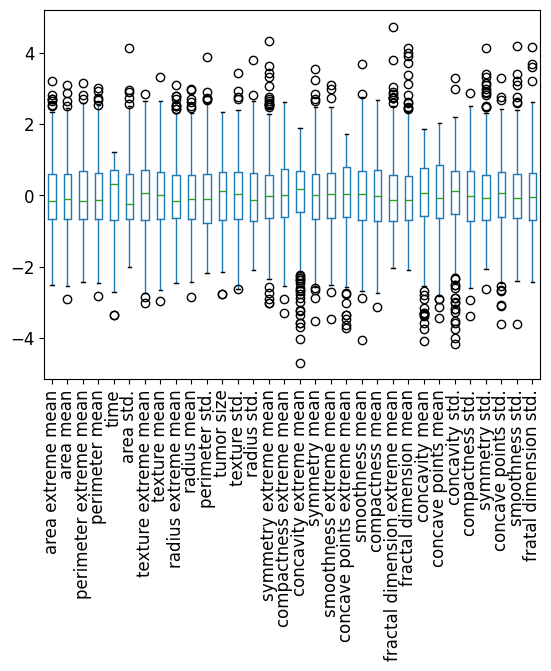 4
2
0
−2
−4
area extreme mean
area mean
perimeter extreme mean
perimeter mean
time
area std.
texture extreme mean
texture mean
radius extreme mean
radius mean
perimeter std.
tumor size
texture std.
radius std.
symmetry extreme mean
compactness extreme mean
concavity extreme mean
symmetry mean
smoothness extreme mean
concave points extreme mean
smoothness mean
compactness mean
fractal dimension extreme mean
fractal dimension mean
concavity mean
concave points mean
concavity std.
compactness std.
symmetry std.
concave points std.
smoothness std.
fratal dimension std.